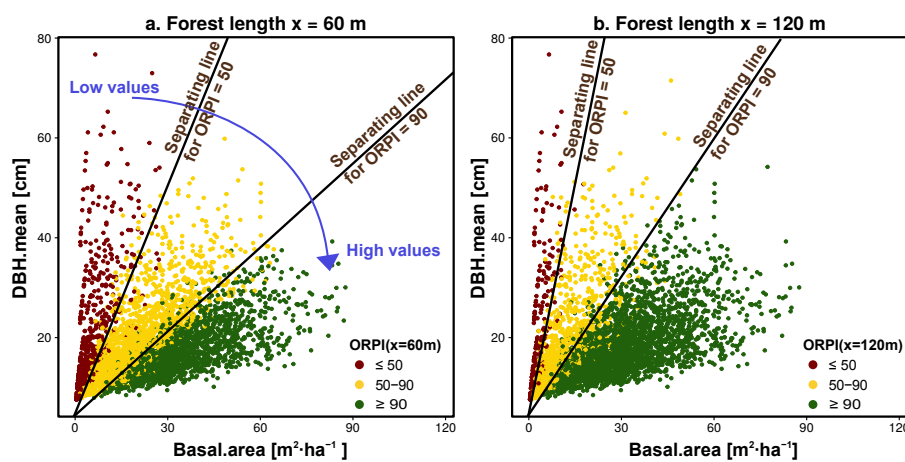 a. Forest length x = 60 m
80
60
40
20
0
30
60
90
120
DBH.mean [cm]
Basal.area [m²·ha⁻¹]
Low values
High values
Separating line
for ORPI = 50
Separating line
for ORPI = 90
ORPI(x=60m)
≤ 50
50−90
≥ 90
b. Forest length x = 120 m
80
60
40
20
0
30
60
90
120
DBH.mean [cm]
Basal.area [m²·ha⁻¹]
Separating line
for ORPI = 50
Separating line
for ORPI = 90
ORPI(x=120m)
≤ 50
50−90
≥ 90